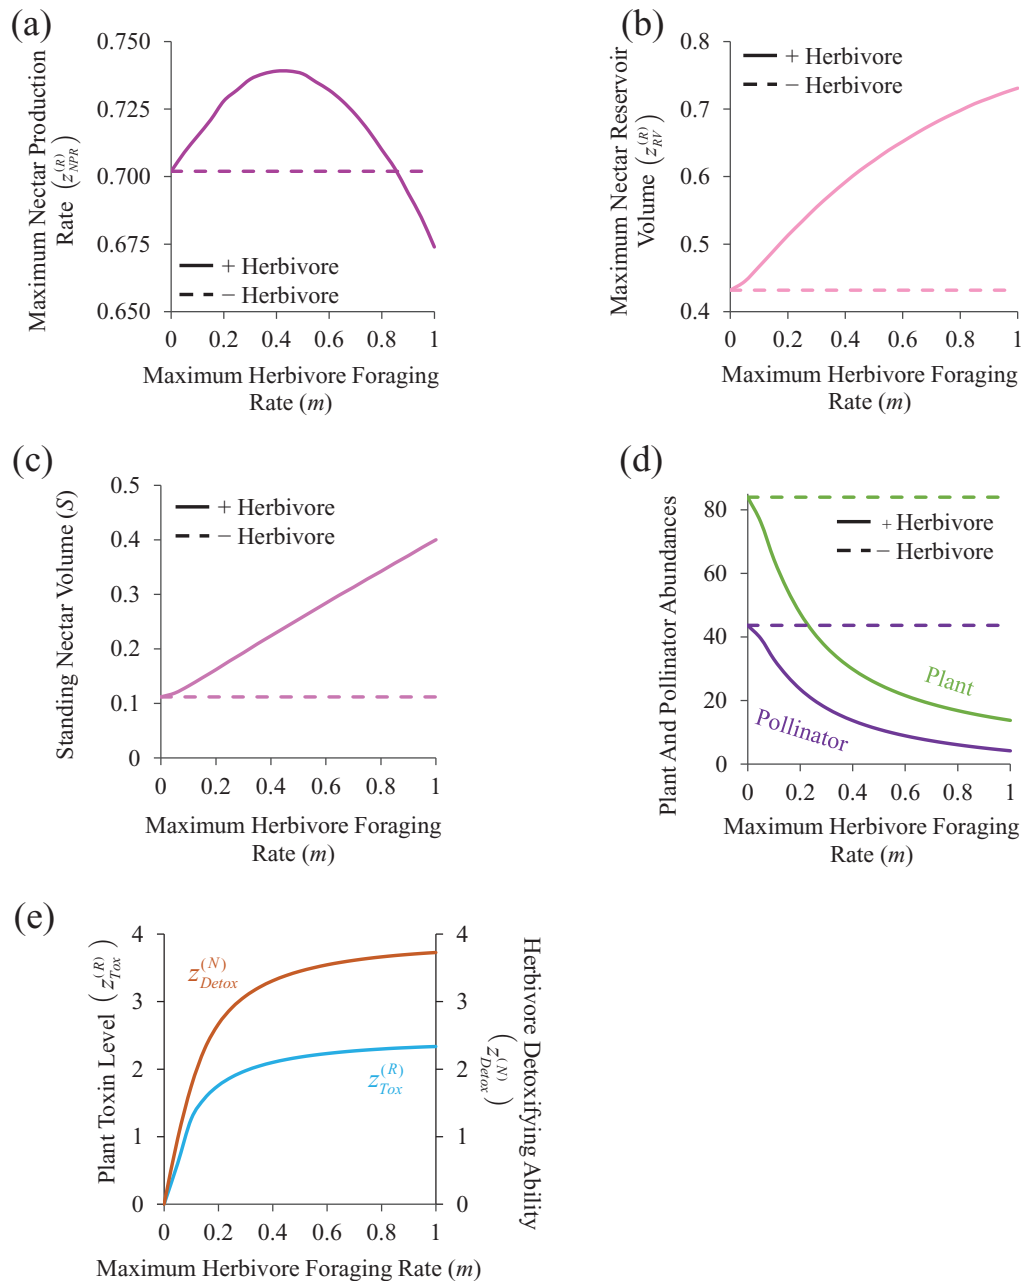 (a)
Maximum Nectar Production
Rate (z_{NPR}^{(R)})
0.750
0.725
0.700
0.675
0.650
+ Herbivore
− Herbivore
0 0.2 0.4 0.6 0.8 1
Maximum Herbivore Foraging
Rate (m)
(b)
Maximum Nectar Reservoir
Volume (z_{RV}^{(R)})
0.8
0.7
0.5
0.4
+ Herbivore
− Herbivore
0 0.2 0.4 0.6 0.8 1
Maximum Herbivore Foraging
Rate (m)
(c)
Standing Nectar Volume (S)
0.5
0.4
0.3
0.2
0.1
0
+ Herbivore
− Herbivore
0 0.2 0.4 0.6 0.8 1
Maximum Herbivore Foraging
Rate (m)
(d)
Plant And Pollinator Abundances
80
60
40
20
0
+ Herbivore
− Herbivore
Plant
Pollinator
0 0.2 0.4 0.6 0.8 1
Maximum Herbivore Foraging
Rate (m)
(e)
Plant Toxin Level (z_{Tox}^{(R)})
4
3
2
1
0
z_{Detox}^{(N)}
z_{Tox}^{(R)}
4
3
2
1
0
Herbivore Detoxifying Ability
(z_{Detox}^{(N)})
0 0.2 0.4 0.6 0.8 1
Maximum Herbivore Foraging Rate (m)